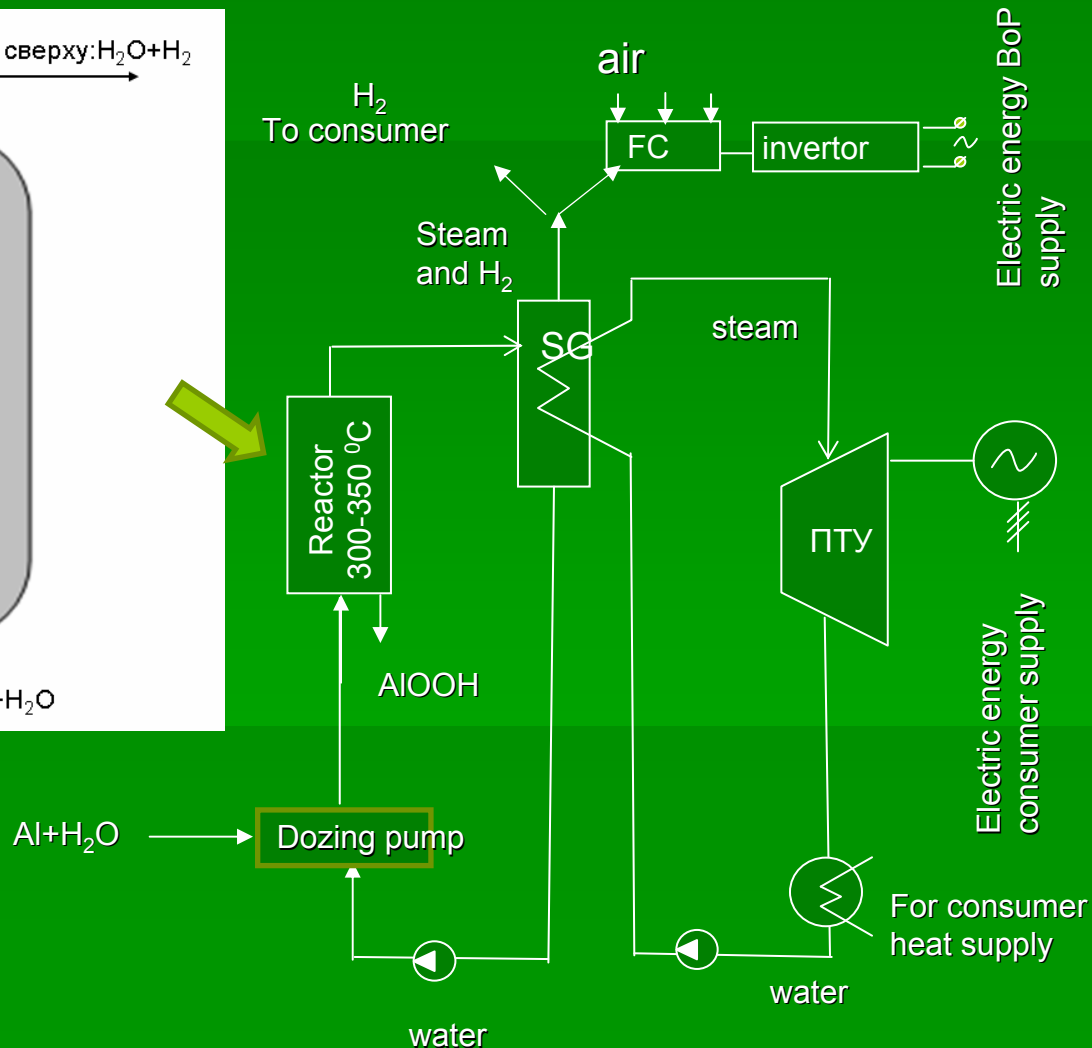 сверху:H₂O+H₂
H₂O
air
H₂
To consumer
FC
invertor
Electric energy BoP
supply
Steam
and H₂
SG
steam
Reactor
300-350 ⁰C
ПТУ
AlOOH
Electric energy
consumer supply
Al+H₂O
Dozing pump
For consumer
heat supply
water
water